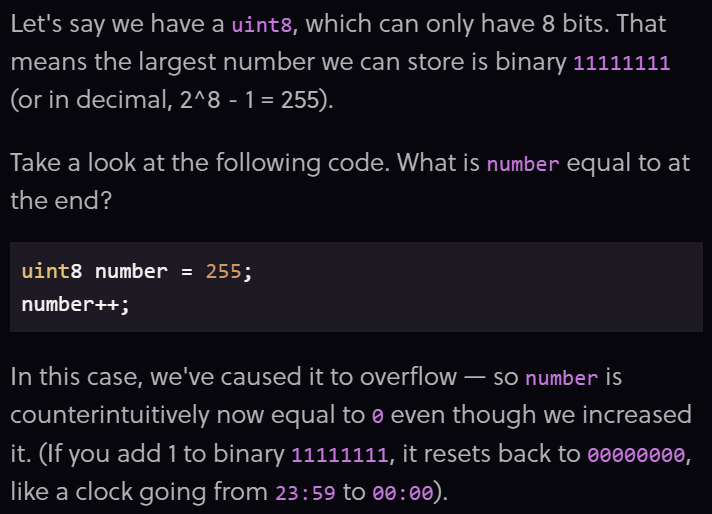 Let's say we have a uint8, which can only have 8 bits. That
means the largest number we can store is binary 11111111
(or in decimal, 2^8 - 1 = 255).
Take a look at the following code. What is number equal to at
the end?
uint8 number = 255;
number++;
In this case, we've caused it to overflow — so number is
counterintuitively now equal to 0 even though we increased
it. (If you add 1 to binary 11111111, it resets back to 00000000,
like a clock going from 23:59 to 00:00).